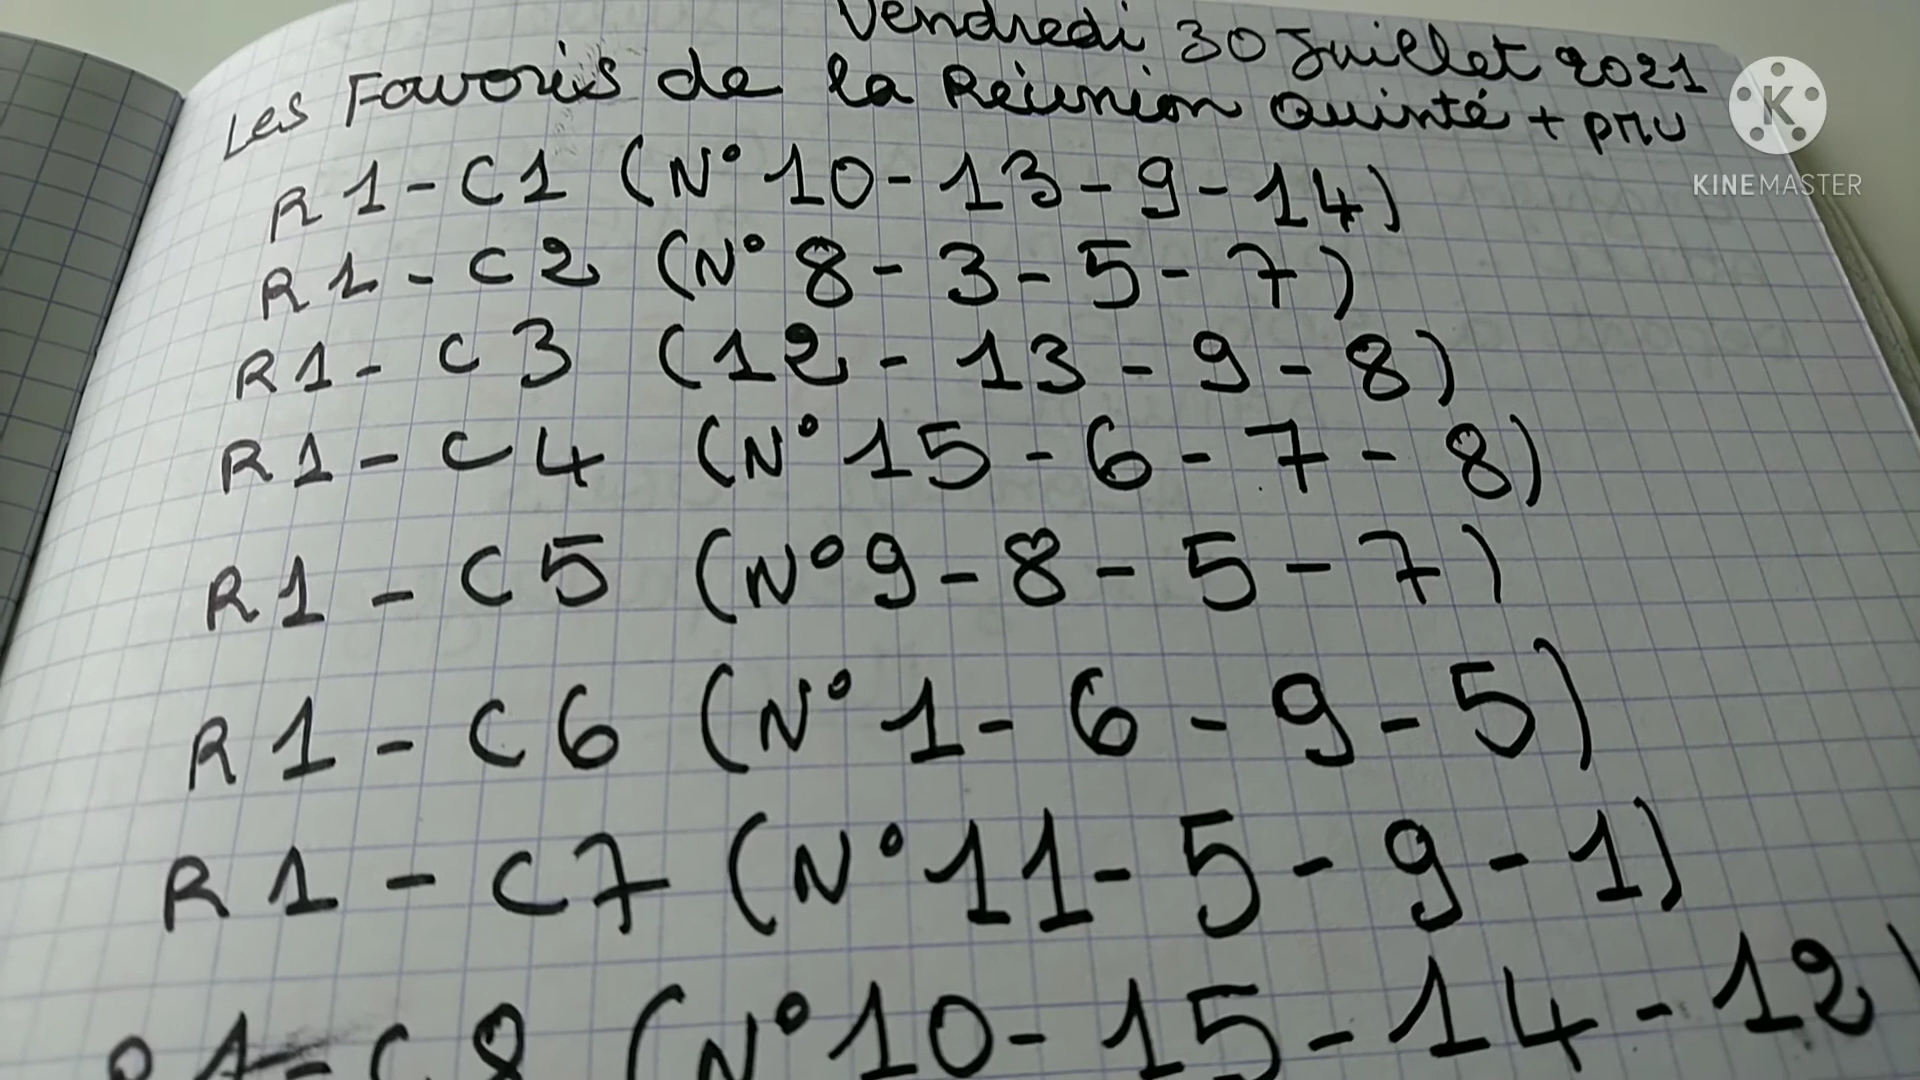 Vendredi 30 Juillet 2021
Les Favoris de la Réunion Quinté + PMU
R1-C1 (N° 10-13-9-14)
R1-C2 (N° 8-3-5-7)
R1-C3 (12-13-9-8)
R1-C4 (N° 15-6-7-8)
R1-C5 (N° 9-8-5-7)
R1-C6 (N° 1-6-9-5)
R1-C7 (N° 11-5-9-1)
R1-C8 (N° 10-15-14-12)
K
KINEMASTER